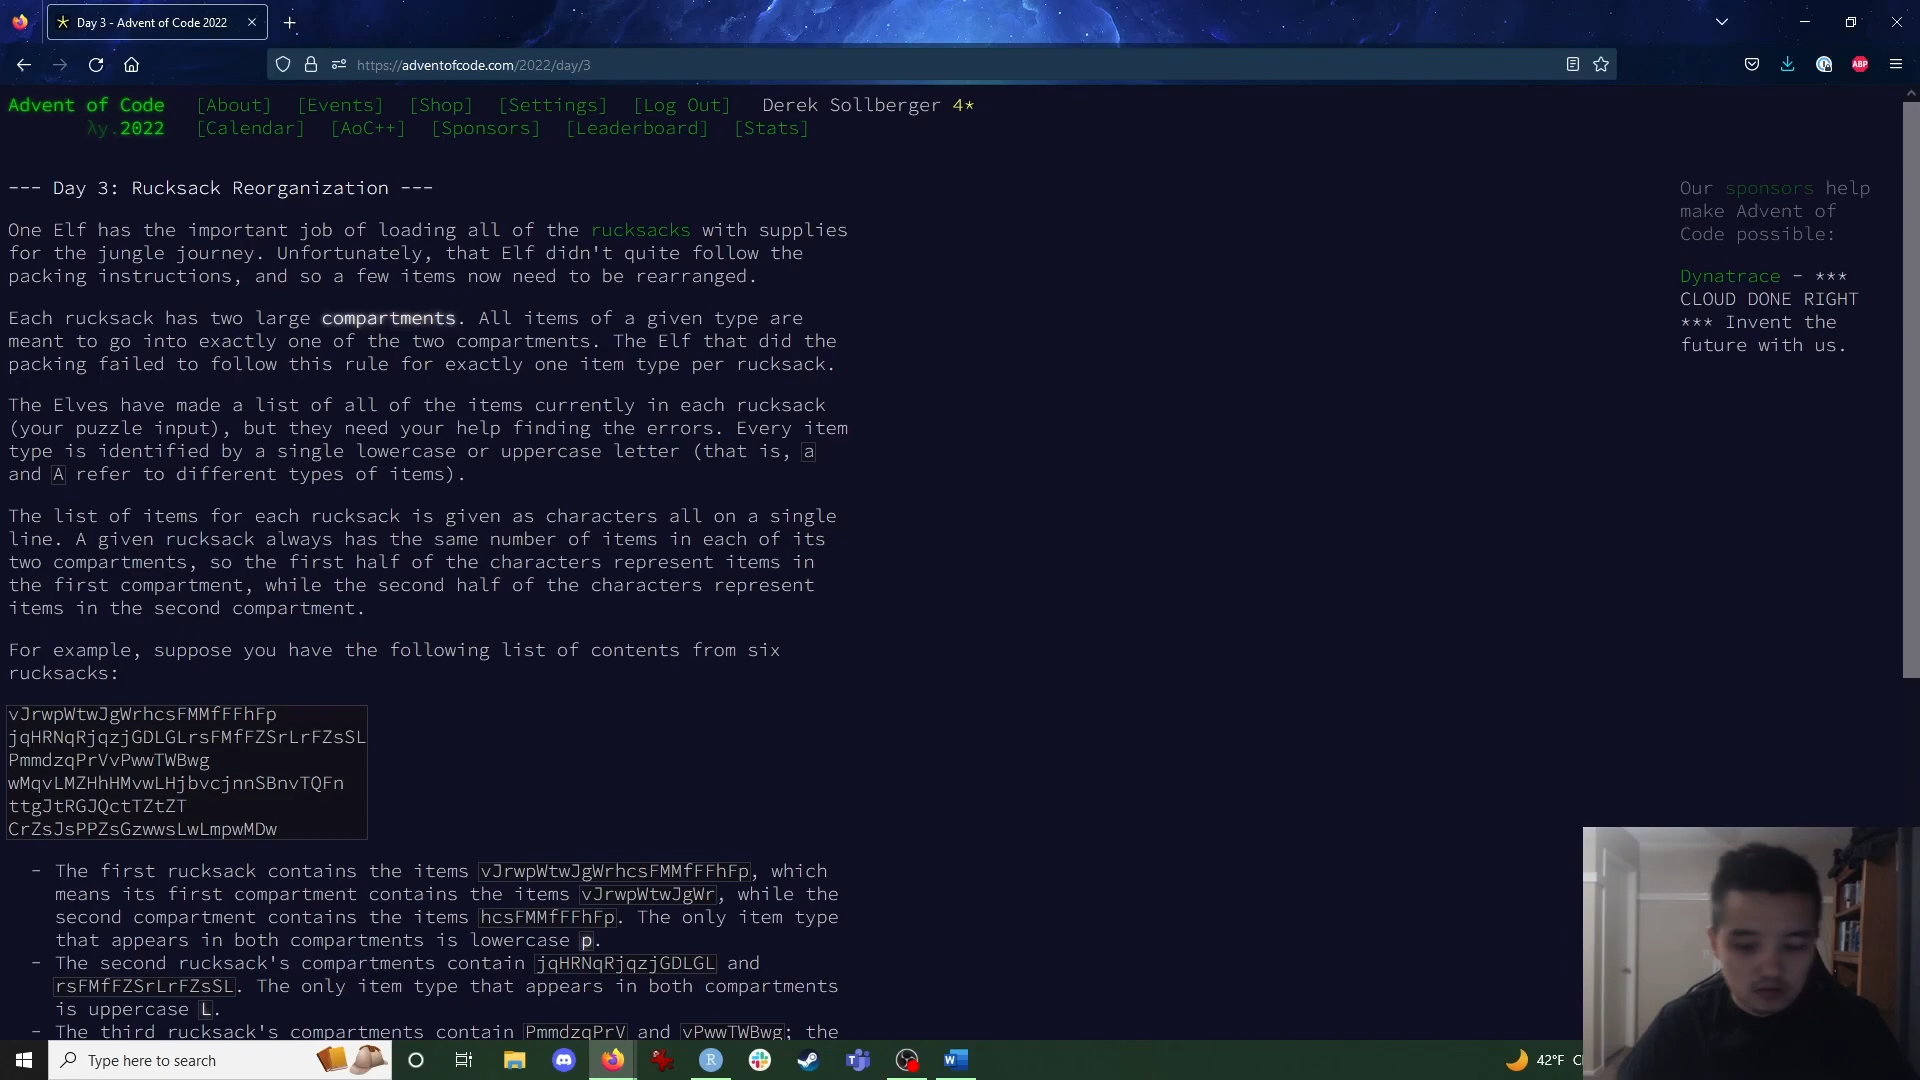 Day 3 - Advent of Code 2022
https://adventofcode.com/2022/day/3
ABP
Advent of Code [About] [Events] [Shop] [Settings] [Log Out] Derek Sollberger 4*
λy.2022 [Calendar] [AoC++] [Sponsors] [Leaderboard] [Stats]
--- Day 3: Rucksack Reorganization ---
One Elf has the important job of loading all of the rucksacks with supplies
for the jungle journey. Unfortunately, that Elf didn't quite follow the
packing instructions, and so a few items now need to be rearranged.
Each rucksack has two large compartments. All items of a given type are
meant to go into exactly one of the two compartments. The Elf that did the
packing failed to follow this rule for exactly one item type per rucksack.
The Elves have made a list of all of the items currently in each rucksack
(your puzzle input), but they need your help finding the errors. Every item
type is identified by a single lowercase or uppercase letter (that is, a
and A refer to different types of items).
The list of items for each rucksack is given as characters all on a single
line. A given rucksack always has the same number of items in each of its
two compartments, so the first half of the characters represent items in
the first compartment, while the second half of the characters represent
items in the second compartment.
For example, suppose you have the following list of contents from six
rucksacks:
vJrwpWtwJgWrhcsFMMfFFhFp
jqHRNqRjqzjGDLGLrsFMfFZSrLrFZsSL
PmmdzqPrVvPwwTWBwg
wMqvLMZHhHMvwLHjbvcjnnSBnvTQFn
ttgJtRGJQctTZtZT
CrZsJsPPZsGzwwsLwLmpwMDw
- The first rucksack contains the items vJrwpWtwJgWrhcsFMMfFFhFp, which
means its first compartment contains the items vJrwpWtwJgWr, while the
second compartment contains the items hcsFMMfFFhFp. The only item type
that appears in both compartments is lowercase p.
- The second rucksack's compartments contain jqHRNqRjqzjGDLGL and
rsFMfFZSrLrFZsSL. The only item type that appears in both compartments
is uppercase L.
- The third rucksack's compartments contain PmmdzqPrV and vPwwTWBwg; the
Our sponsors help
make Advent of
Code possible:
Dynatrace - ***
CLOUD DONE RIGHT
*** Invent the
future with us.
Type here to search
R
W
42°F